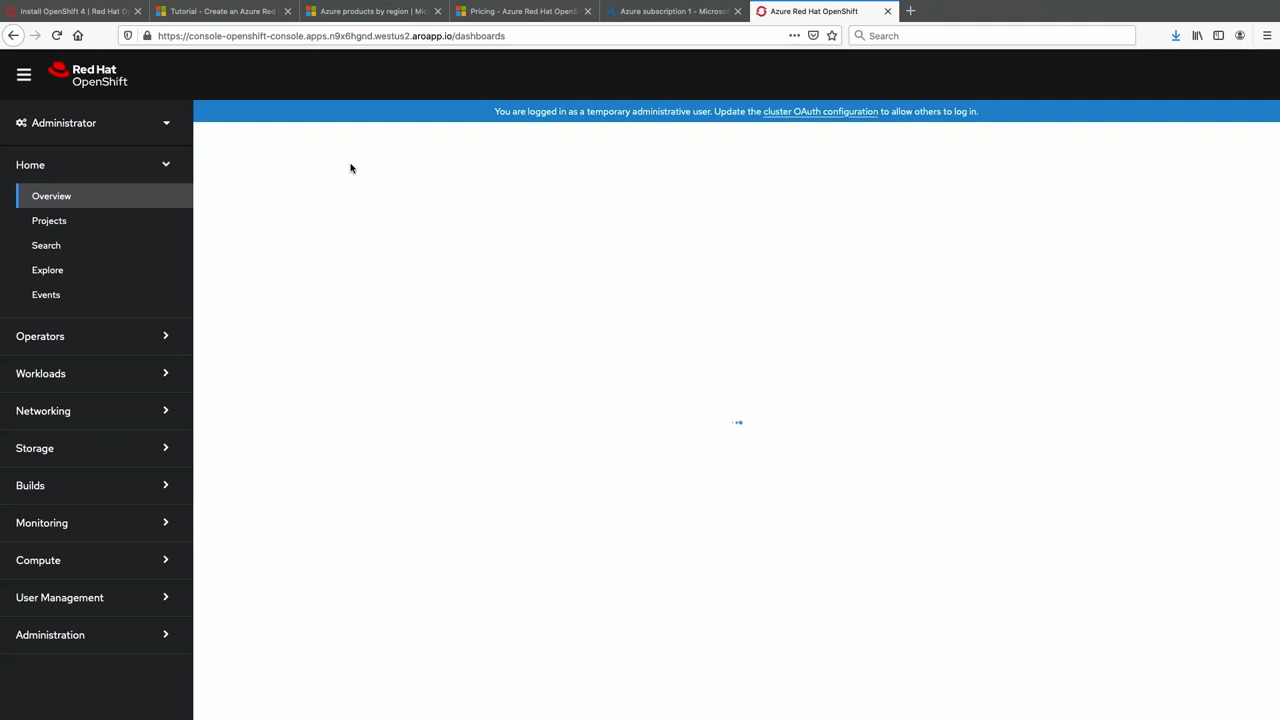 Install OpenShift 4 | Red Hat O
Tutorial - Create an Azure Red
Azure products by region | Mic
Pricing - Azure Red Hat OpenS
Azure subscription 1 - Microsof
Azure Red Hat OpenShift
https://console-openshift-console.apps.n9x6hgnd.westus2.aroapp.io/dashboards
Search
Red Hat
OpenShift
You are logged in as a temporary administrative user. Update the cluster OAuth configuration to allow others to log in.
Administrator
Home
Overview
Projects
Search
Explore
Events
Operators
Workloads
Networking
Storage
Builds
Monitoring
Compute
User Management
Administration